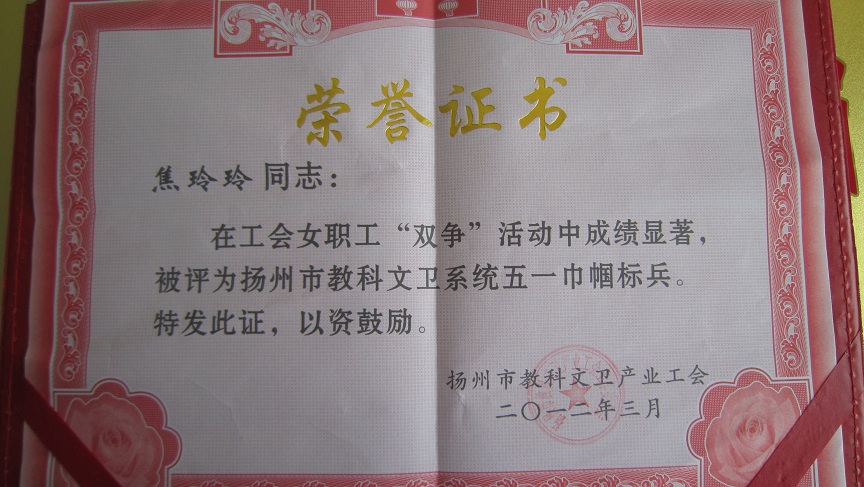 荣誉证书
焦玲玲 同志：
在工会女职工“双争”活动中成绩显著，
被评为扬州市教科文卫系统五一巾帼标兵。
特发此证，以资鼓励。
扬州市教科文卫产业工会
二〇一二年三月